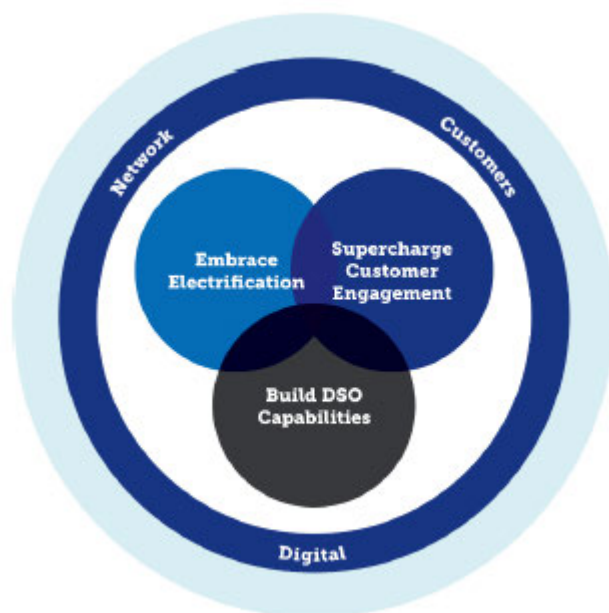 Network
Customers
Embrace
Electrification
Supercharge
Customer
Engagement
Build DSO
Capabilities
Digital